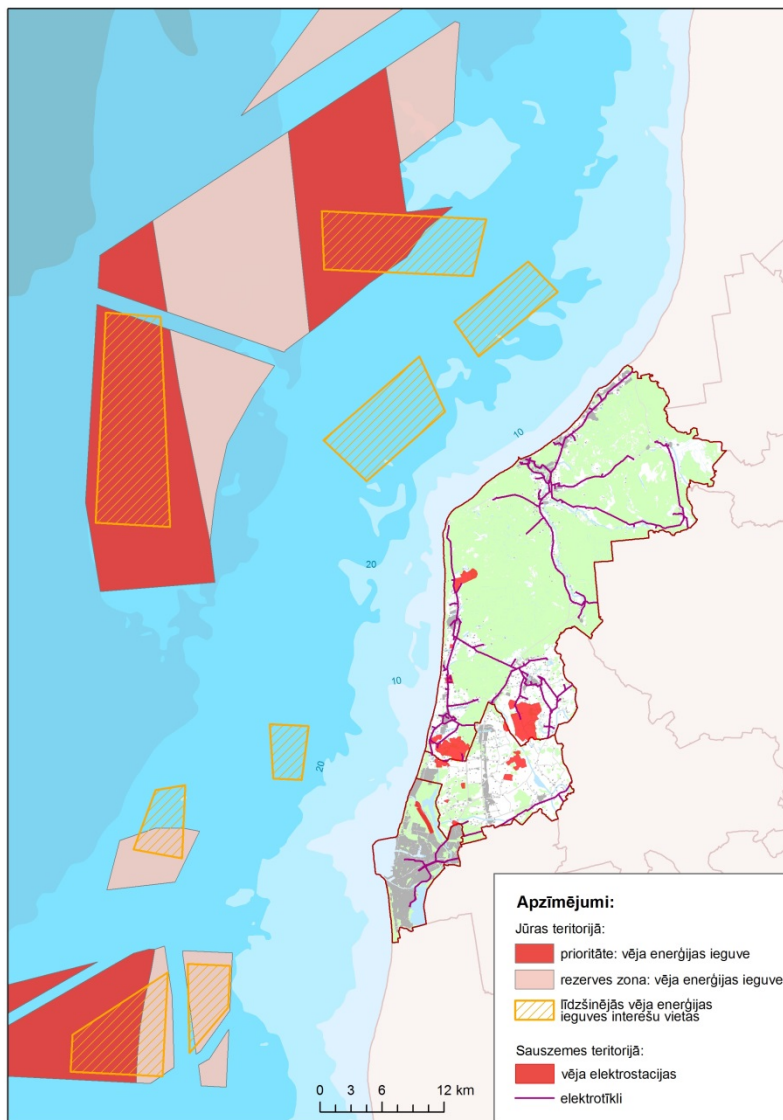 10
20
10
20
Apzīmējumi:
Jūras teritorijā:
prioritāte: vēja enerģijas ieguve
rezerves zona: vēja enerģijas ieguve
līdzšinējās vēja enerģijas
ieguves interešu vietas
Sauszemes teritorijā:
vēja elektrostacijas
elektrotīkli
0 3 6 12 km